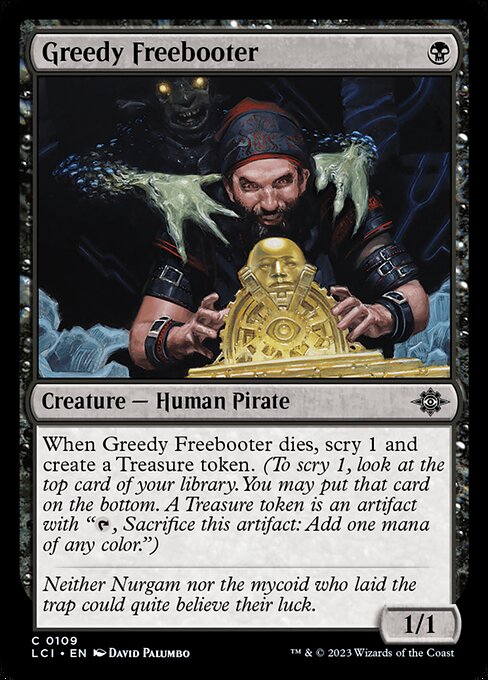 Greedy Freebooter
Creature — Human Pirate
When Greedy Freebooter dies, scry 1 and
create a Treasure token. (To scry 1, look at the
top card of your library. You may put that card
on the bottom. A Treasure token is an artifact
with “, Sacrifice this artifact: Add one mana
of any color.”)
Neither Nurgam nor the mycoid who laid the
trap could quite believe their luck.
1/1
C 0109
LCI • EN DAVID PALUMBO
™ & © 2023 Wizards of the Coast